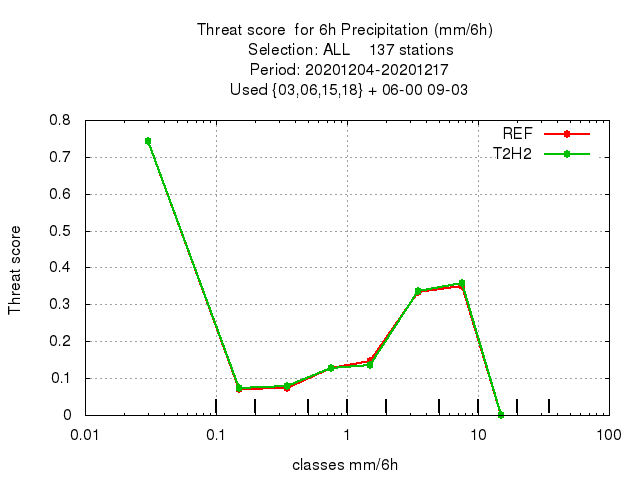 Threat score  for 6h Precipitation (mm/6h)
Selection: ALL    137 stations
Period: 20201204-20201217
Used {03,06,15,18} + 06-00 09-03
REF
T2H2
Threat score
0.8
0.7
0.6
0.5
0.4
0.3
0.2
0.1
0
0.01
0.1
1
10
100
classes mm/6h